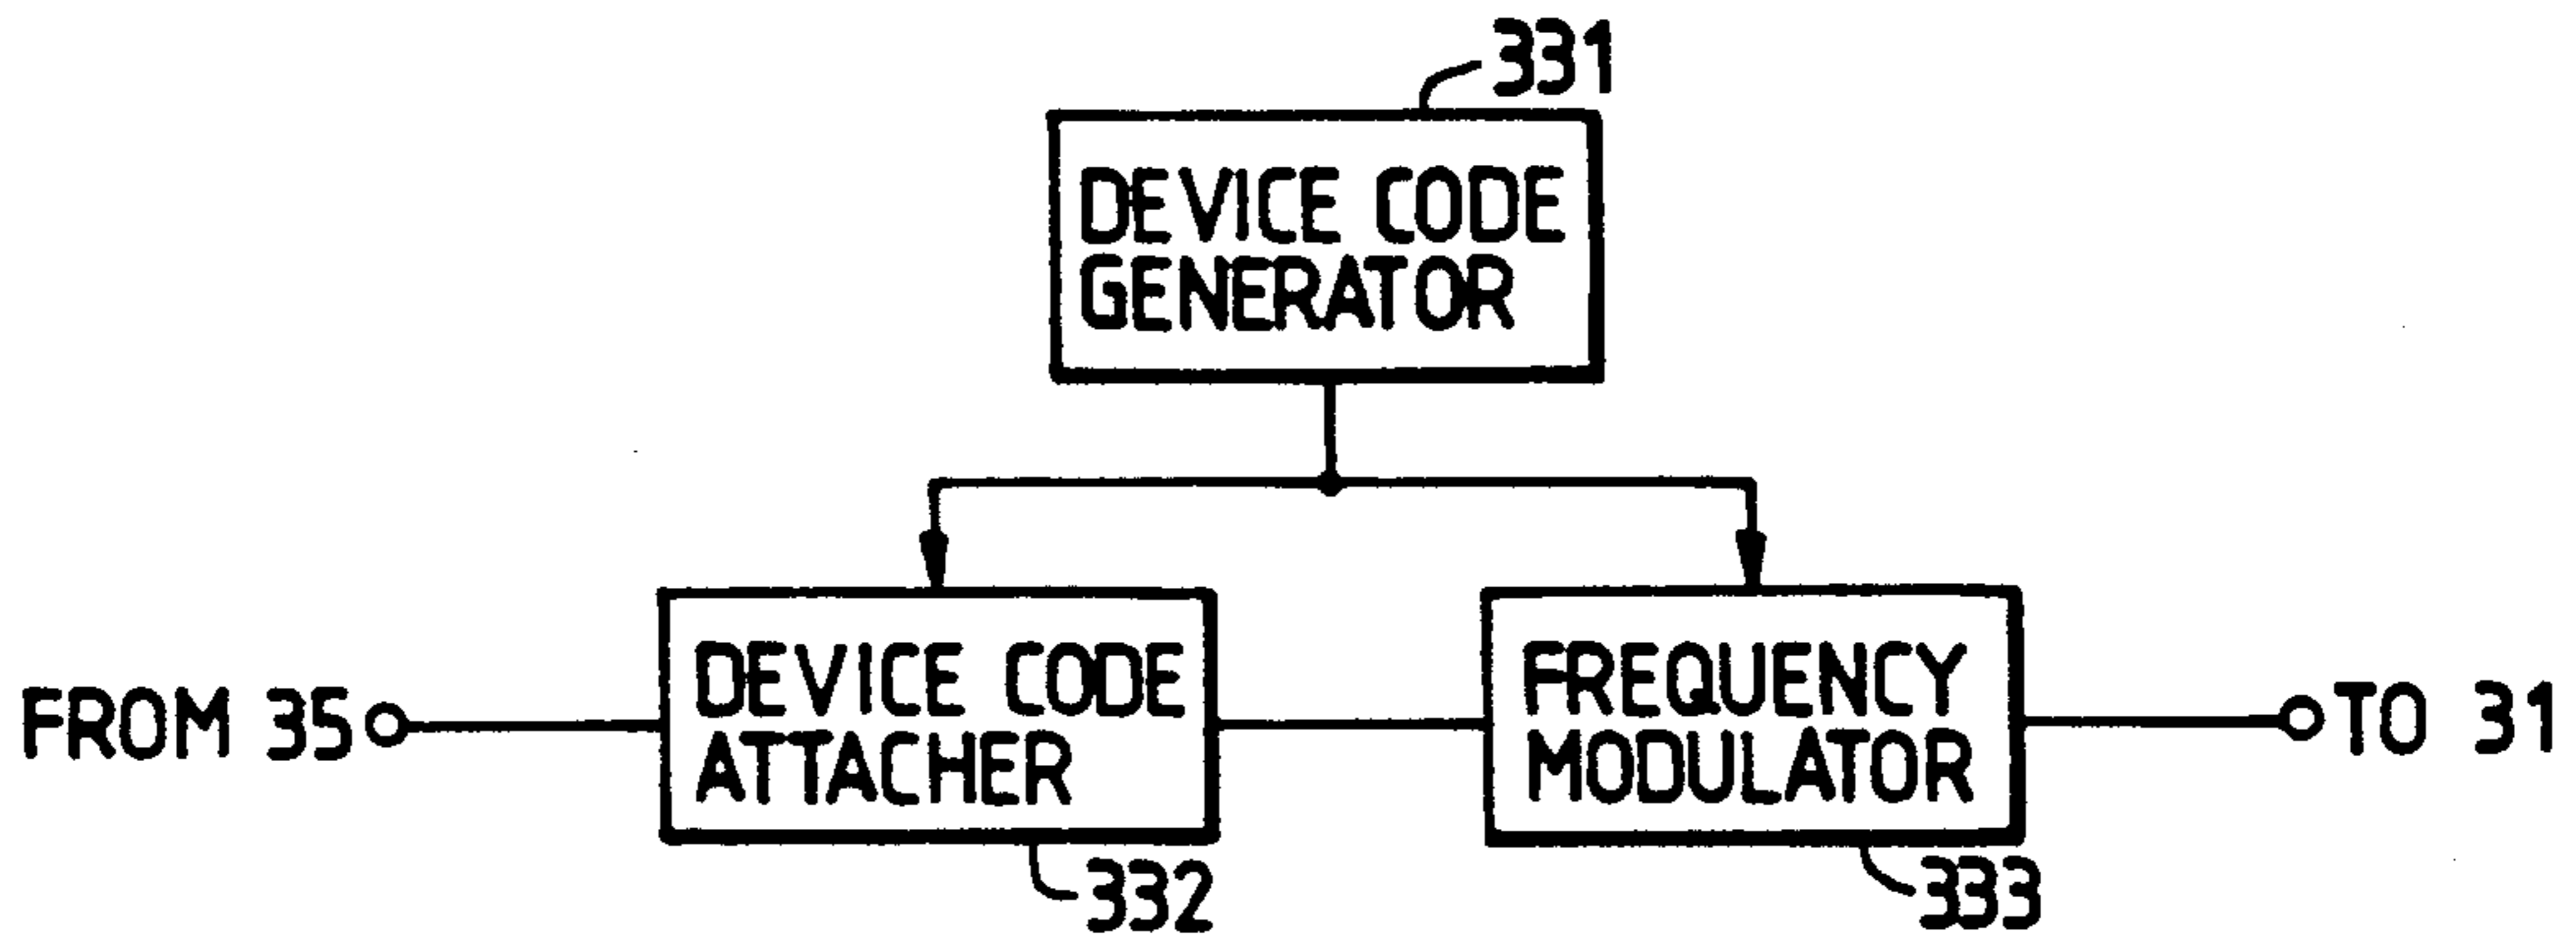 331
DEVICE CODE
GENERATOR
FROM 35
DEVICE CODE
ATTACHER
FREQUENCY
MODULATOR
TO 31
332
333